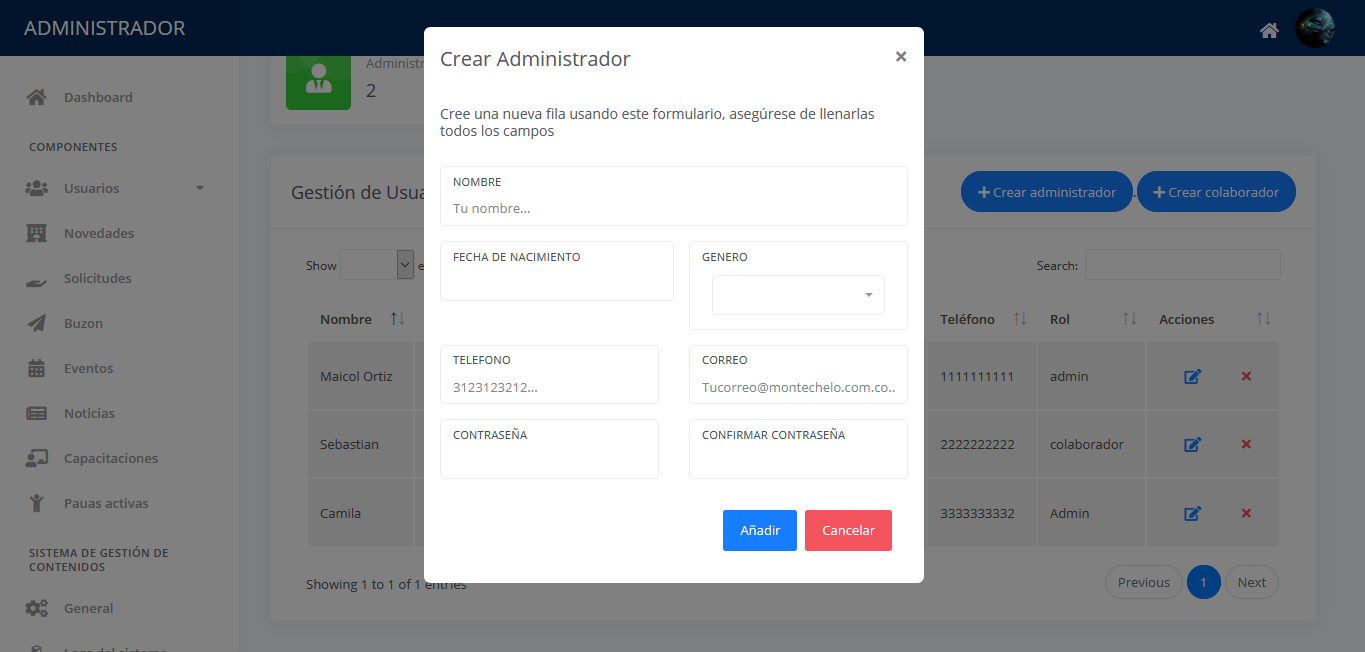 ADMINISTRADOR
Dashboard
COMPONENTES
Usuarios
Novedades
Solicitudes
Buzon
Eventos
Noticias
Capacitaciones
Pauas activas
SISTEMA DE GESTIÓN DE
CONTENIDOS
General
Logs del sistema
Administr
2
Gestión de Usua
Crear administrador
Crear colaborador
Show
e
Search:
Nombre
Teléfono
Rol
Acciones
Maicol Ortiz
1111111111
admin
Sebastian
2222222222
colaborador
Camila
3333333332
Admin
Showing 1 to 1 of 1 entries
Previous
1
Next
Crear Administrador
×
Cree una nueva fila usando este formulario, asegúrese de llenarlas
todos los campos
NOMBRE
Tu nombre...
FECHA DE NACIMIENTO
GENERO
TELEFONO
3123123212...
CORREO
Tucorreo@montechelo.com.co..
CONTRASEÑA
CONFIRMAR CONTRASEÑA
Añadir
Cancelar